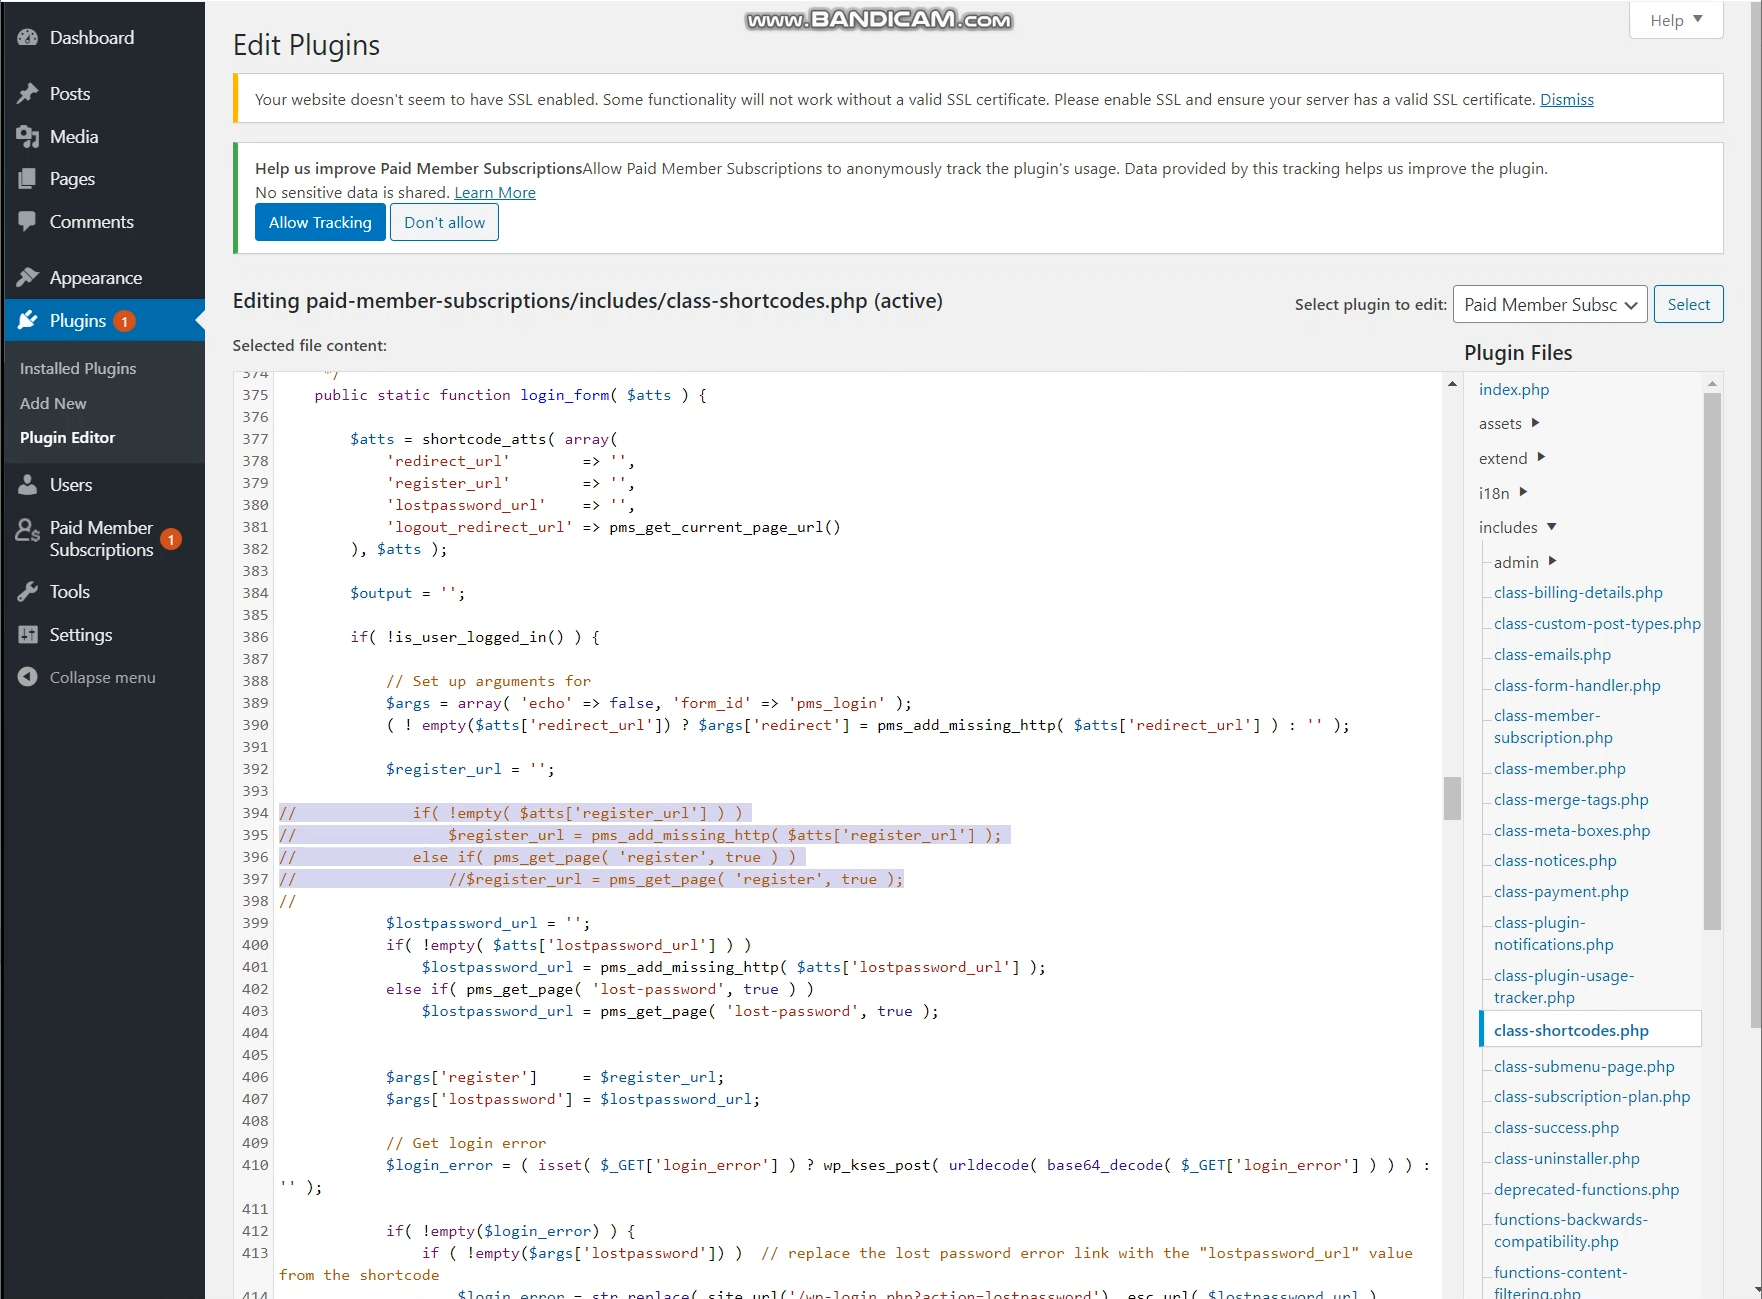 www.BANDICAM.com
Help
Dashboard
Posts
Media
Pages
Comments
Appearance
Plugins 1
Installed Plugins
Add New
Plugin Editor
Users
Paid Member
Subscriptions 1
Tools
Settings
Collapse menu
Edit Plugins
Your website doesn't seem to have SSL enabled. Some functionality will not work without a valid SSL certificate. Please enable SSL and ensure your server has a valid SSL certificate. Dismiss
Help us improve Paid Member SubscriptionsAllow Paid Member Subscriptions to anonymously track the plugin's usage. Data provided by this tracking helps us improve the plugin.
No sensitive data is shared. Learn More
Allow Tracking Don't allow
Editing paid-member-subscriptions/includes/class-shortcodes.php (active)
Select plugin to edit: Paid Member Subsc Select
Selected file content:
374 */
375 public static function login_form( $atts ) {
376
377 $atts = shortcode_atts( array(
378 'redirect_url' => '',
379 'register_url' => '',
380 'lostpassword_url' => '',
381 'logout_redirect_url' => pms_get_current_page_url()
382 ), $atts );
383
384 $output = '';
385
386 if( !is_user_logged_in() ) {
387
388 // Set up arguments for
389 $args = array( 'echo' => false, 'form_id' => 'pms_login' );
390 ( ! empty($atts['redirect_url']) ? $args['redirect'] = pms_add_missing_http( $atts['redirect_url'] ) : '' );
391
392 $register_url = '';
393
394 // if( !empty( $atts['register_url'] ) )
395 // $register_url = pms_add_missing_http( $atts['register_url'] );
396 // else if( pms_get_page( 'register', true ) )
397 // //$register_url = pms_get_page( 'register', true );
398 //
399 $lostpassword_url = '';
400 if( !empty( $atts['lostpassword_url'] ) )
401 $lostpassword_url = pms_add_missing_http( $atts['lostpassword_url'] );
402 else if( pms_get_page( 'lost-password', true ) )
403 $lostpassword_url = pms_get_page( 'lost-password', true );
404
405
406 $args['register'] = $register_url;
407 $args['lostpassword'] = $lostpassword_url;
408
409 // Get login error
410 $login_error = ( isset( $_GET['login_error'] ) ? wp_kses_post( urldecode( base64_decode( $_GET['login_error'] ) ) ) :
'' );
411
412 if( !empty($login_error) ) {
413 if ( !empty($args['lostpassword']) ) // replace the lost password error link with the "lostpassword_url" value
from the shortcode
414 $login_error = str_replace( site_url('/wp-login.php?action=lostpassword'), esc_url( $lostpassword_url )
Plugin Files
index.php
assets
extend
i18n
includes
admin
class-billing-details.php
class-custom-post-types.php
class-emails.php
class-form-handler.php
class-member-
subscription.php
class-member.php
class-merge-tags.php
class-meta-boxes.php
class-notices.php
class-payment.php
class-plugin-
notifications.php
class-plugin-usage-
tracker.php
class-shortcodes.php
class-submenu-page.php
class-subscription-plan.php
class-success.php
class-uninstaller.php
deprecated-functions.php
functions-backwards-
compatibility.php
functions-content-
filtering.php